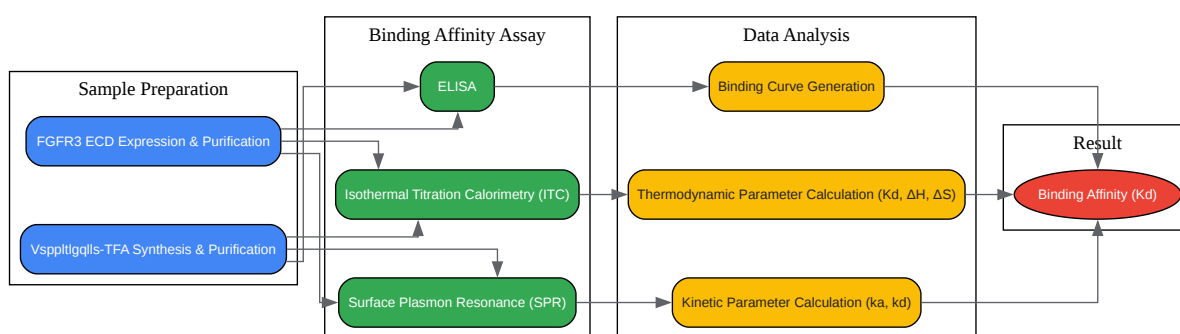 Sample Preparation
FGFR3 ECD Expression & Purification
Vsppltlgqlls-TFA Synthesis & Purification
Binding Affinity Assay
ELISA
Isothermal Titration Calorimetry (ITC)
Surface Plasmon Resonance (SPR)
Data Analysis
Binding Curve Generation
Thermodynamic Parameter Calculation (Kd, ΔH, ΔS)
Kinetic Parameter Calculation (ka, kd)
Result
Binding Affinity (Kd)